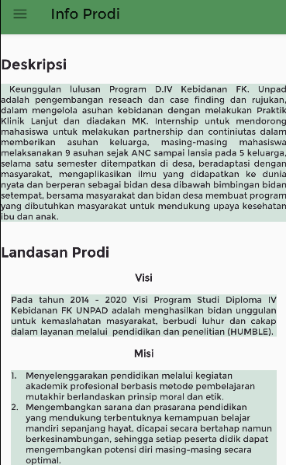 Info Prodi
Deskripsi
Keunggulan lulusan Program D.IV Kebidanan FK. Unpad
adalah pengembangan reseach dan case finding dan rujukan,
dalam mengelola asuhan kebidanan dengan melakukan Praktik
Klinik Lanjut dan diadakan MK. Internship untuk mendorong
mahasiswa untuk melakukan partnership dan continiutas dalam
memberikan asuhan keluarga, masing-masing mahasiswa
melaksanakan 9 asuhan sejak ANC sampai lansia pada 5 keluarga,
selama satu semester ditempatkan di desa, beradaptasi dengan
masyarakat, mengaplikasikan ilmu yang didapatkan ke dunia
nyata dan berperan sebagai bidan desa dibawah bimbingan bidan
setempat, bersama masyarakat dan bidan desa membuat program
yang dibutuhkan masyarakat untuk mendukung upaya kesehatan
ibu dan anak.
Landasan Prodi
Visi
Pada tahun 2014 - 2020 Visi Program Studi Diploma IV
Kebidanan FK UNPAD adalah menghasilkan bidan unggulan
untuk kemaslahatan masyarakat, berbudi luhur dan cakap
dalam layanan melalui pendidikan dan penelitian (HUMBLE).
Misi
1. Menyelenggarakan pendidikan melalui kegiatan
akademik profesional berbasis metode pembelajaran
mutakhir berlandaskan prinsip moral dan etik.
2. Mengembangkan sarana dan prasarana pendidikan
yang mendukung terbentuknya kemampuan belajar
mandiri sepanjang hayat, dicapai secara bertahap namun
berkesinambungan, sehingga setiap peserta didik dapat
mengembangkan potensi diri masing-masing secara
optimal.